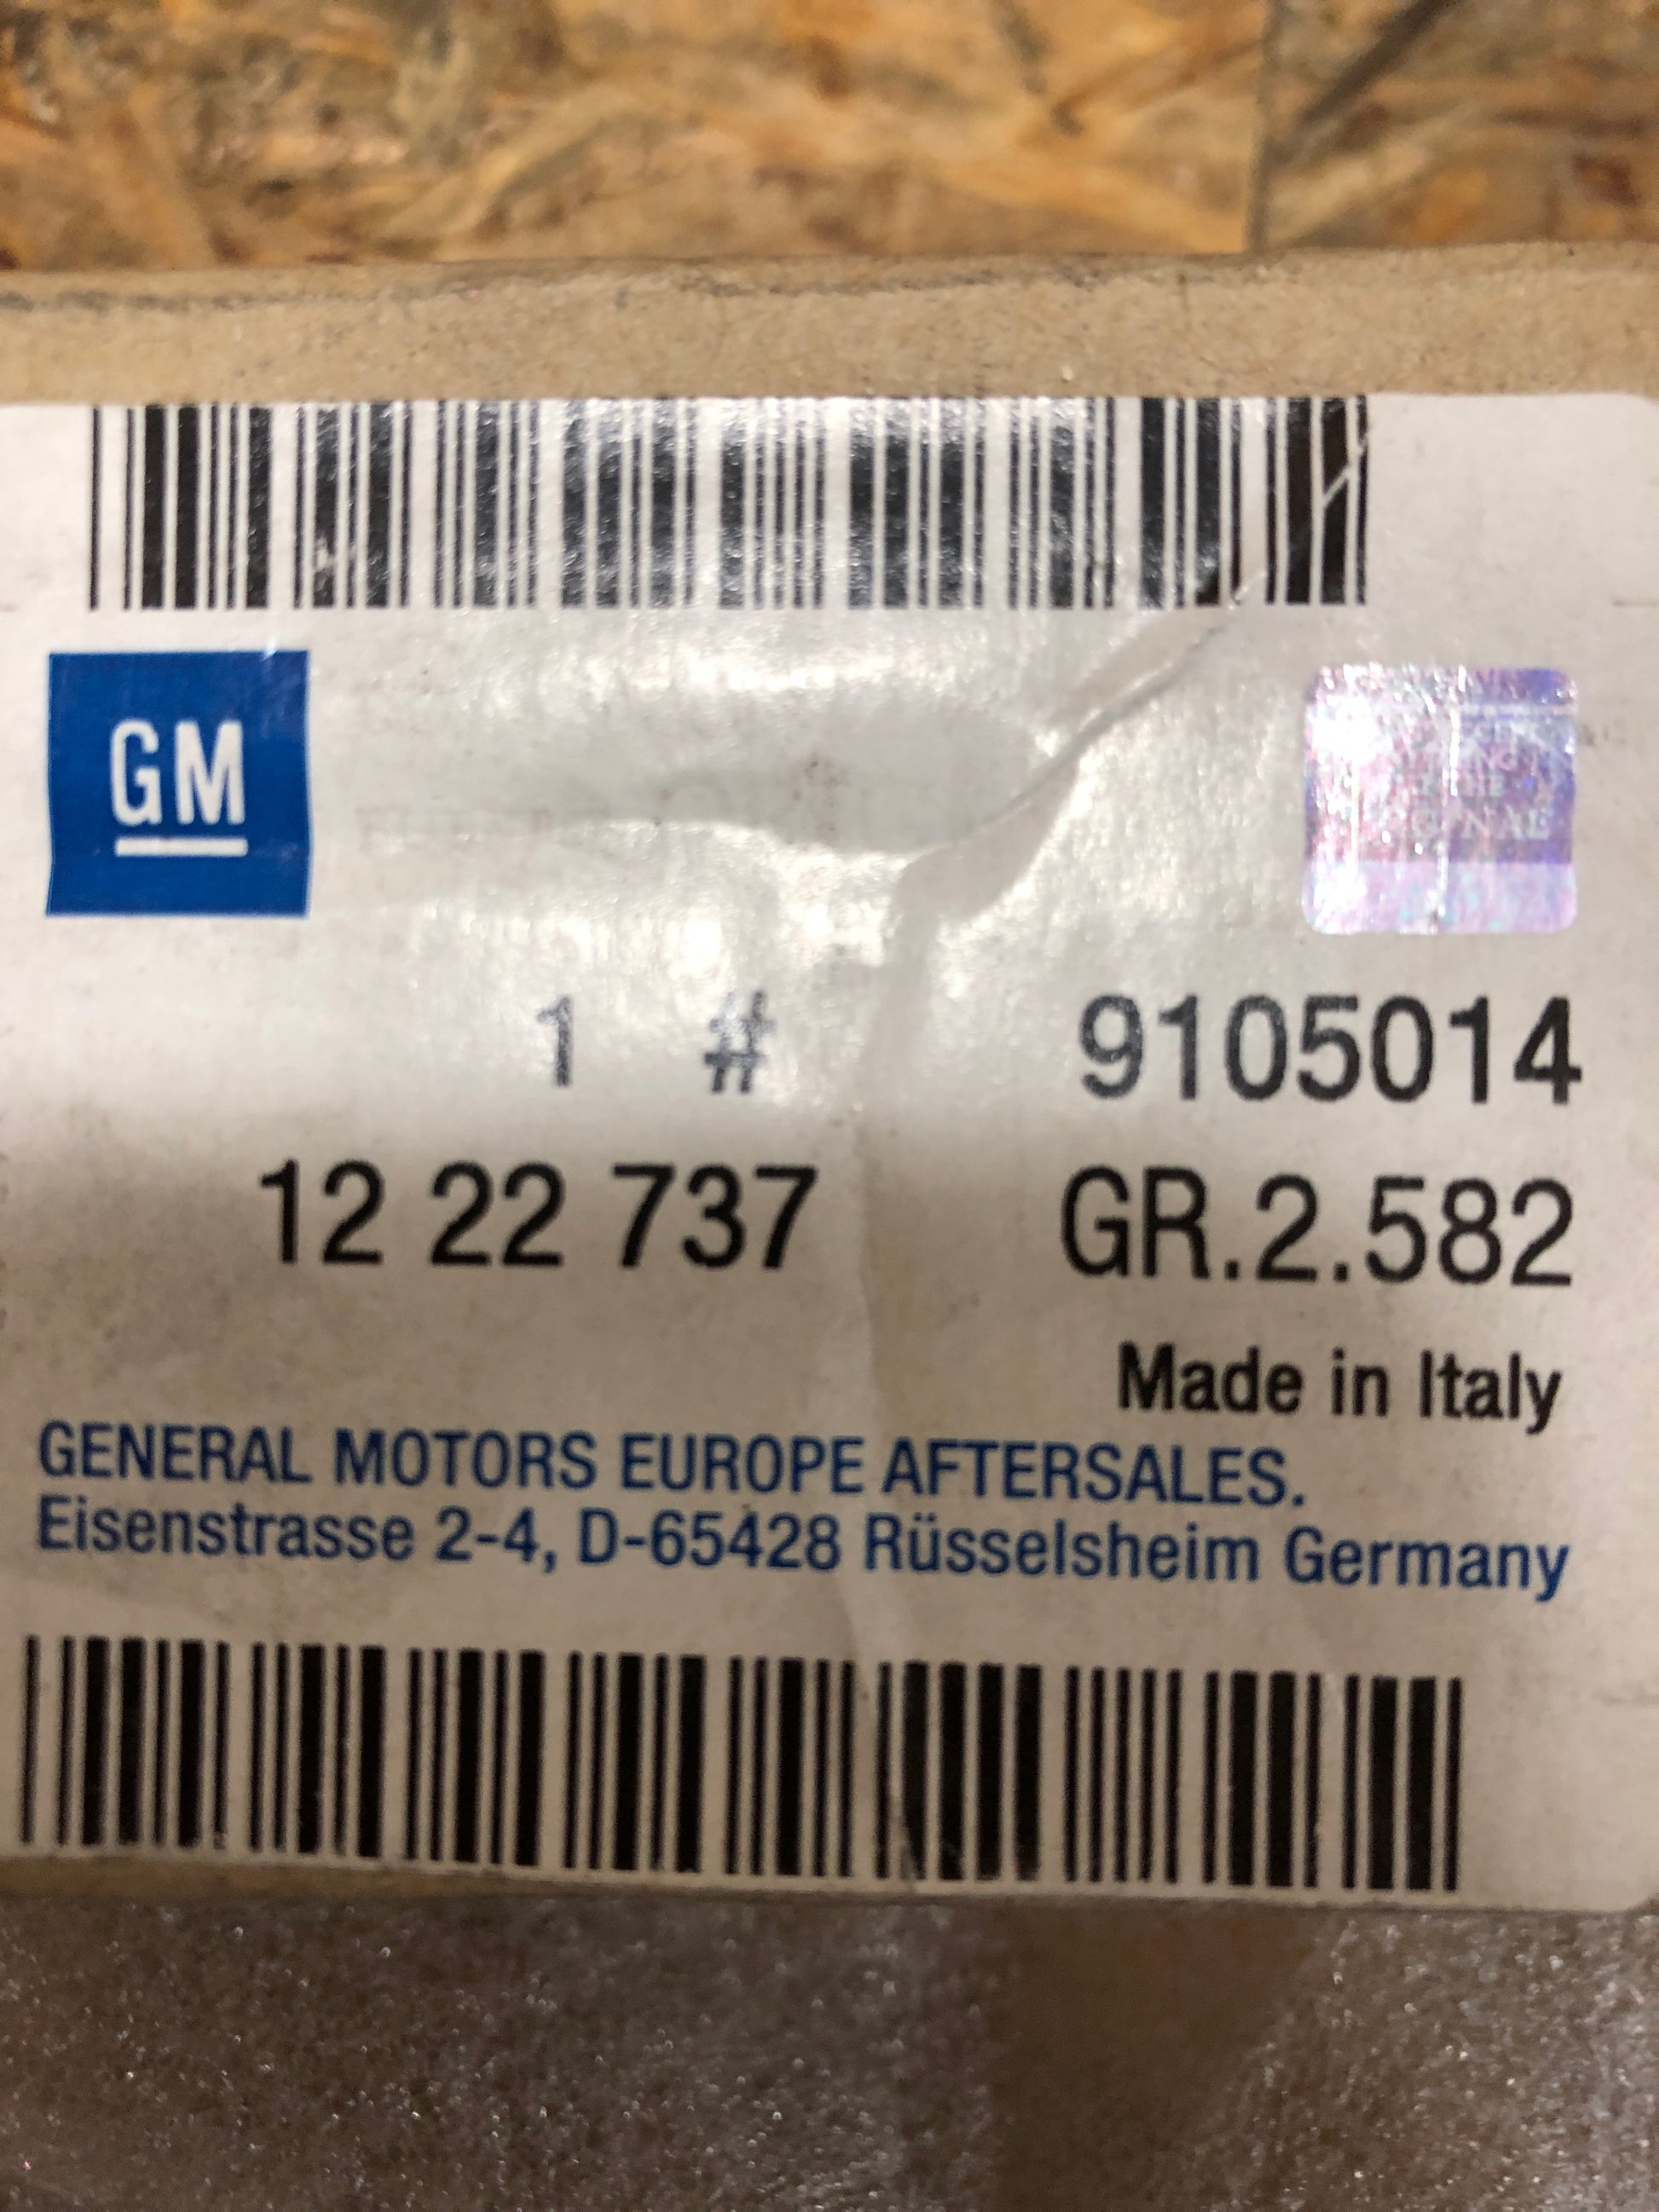 GM
1 # 9105014
12 22 737 GR.2.582
Made in Italy
GENERAL MOTORS EUROPE AFTERSALES.
Eisenstrasse 2-4, D-65428 Rüsselsheim Germany